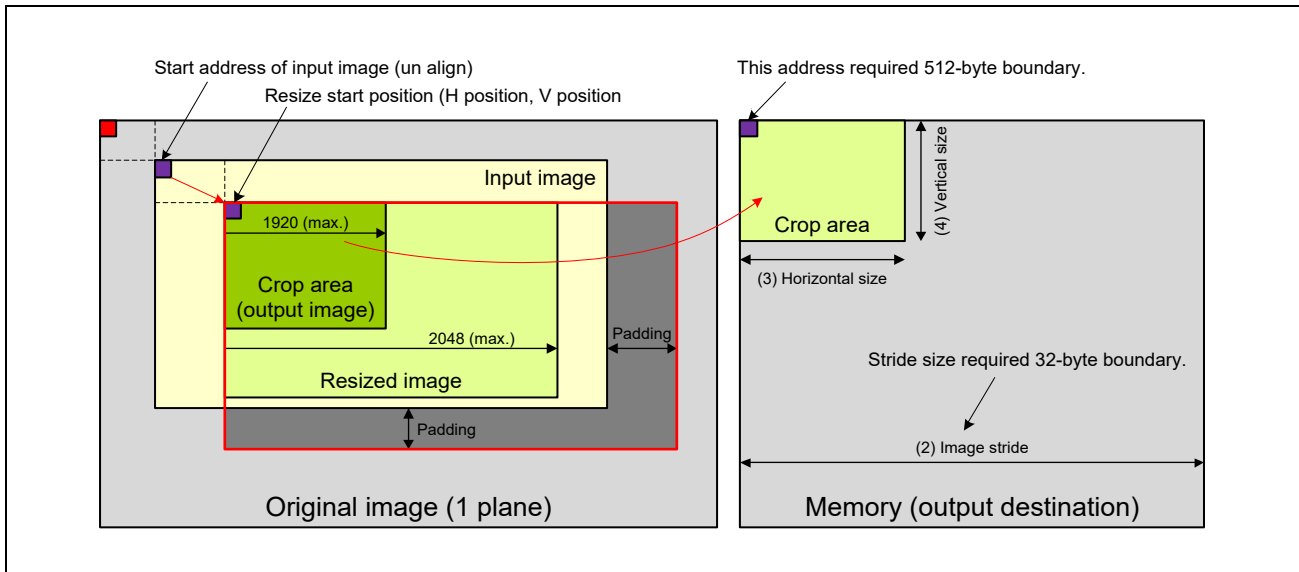 Start address of input image (un align)
Resize start position (H position, V position
This address required 512-byte boundary.
Input image
1920 (max.)
Crop area
(output image)
2048 (max.)
Resized image
Padding
Padding
Original image (1 plane)
Crop area
(4) Vertical size
(3) Horizontal size
Stride size required 32-byte boundary.
(2) Image stride
Memory (output destination)